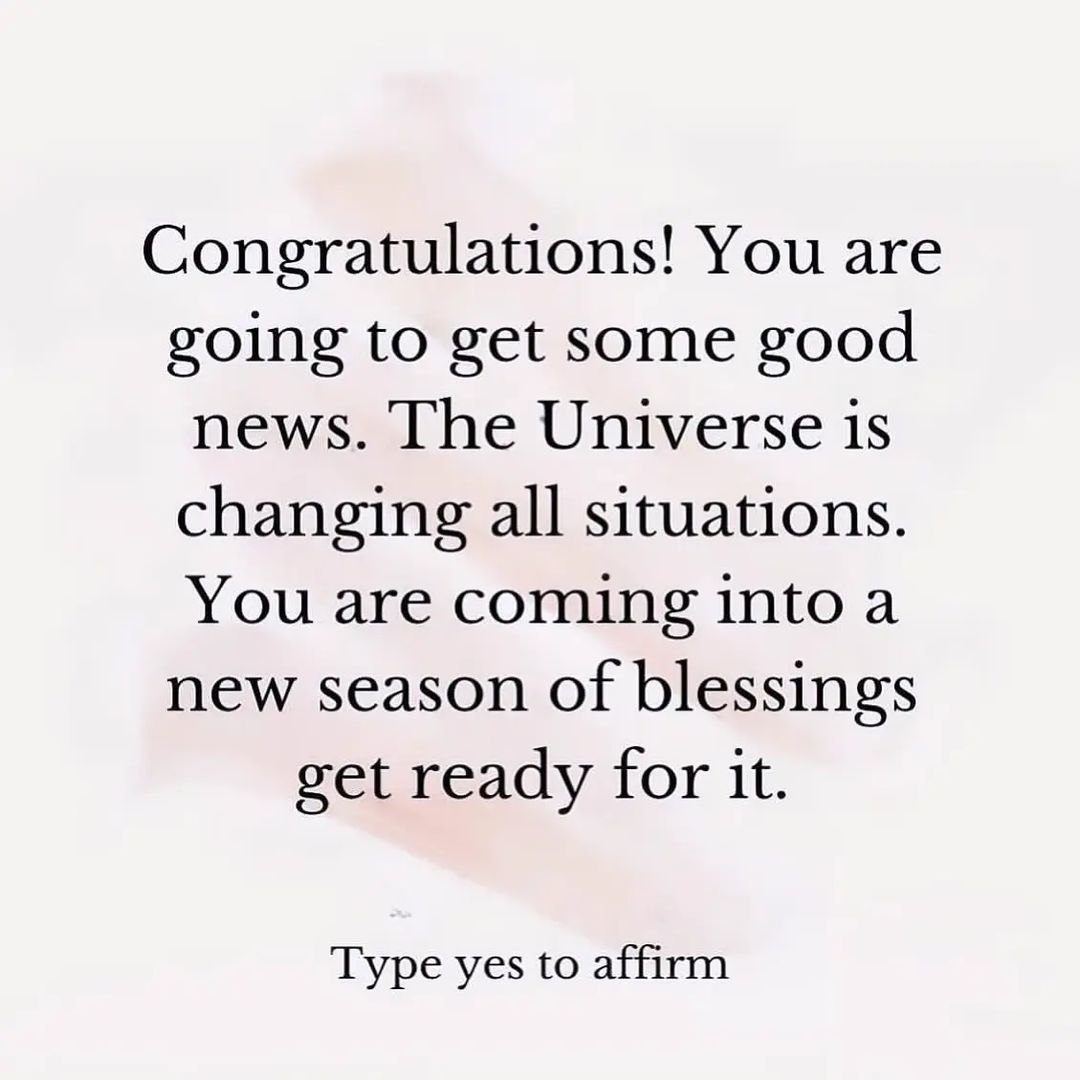 Congratulations! You are
going to get some good
news. The Universe is
changing all situations.
You are coming into a
new season of blessings
get ready for it.
Type yes to affirm